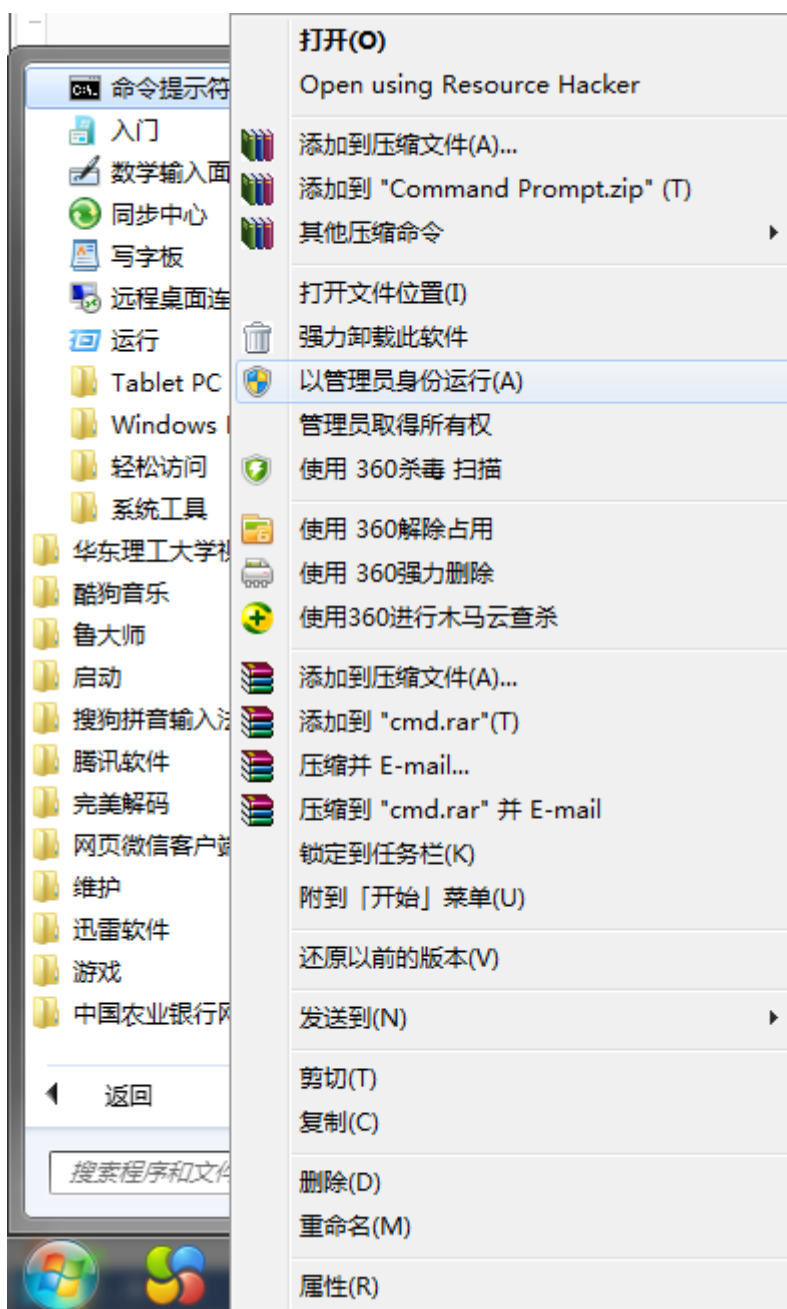 命令提示符
入门
数学输入面
同步中心
写字板
远程桌面连
运行
Tablet PC
Windows
轻松访问
系统工具
华东理工大学
酷狗音乐
鲁大师
启动
搜狗拼音输入法
腾讯软件
完美解码
网页微信客户端
维护
迅雷软件
游戏
中国农业银行网
返回
搜索程序和文件
打开(O)
Open using Resource Hacker
添加到压缩文件(A)...
添加到 "Command Prompt.zip" (T)
其他压缩命令
打开文件位置(I)
强力卸载此软件
以管理员身份运行(A)
管理员取得所有权
使用 360杀毒 扫描
使用 360解除占用
使用 360强力删除
使用360进行木马云查杀
添加到压缩文件(A)...
添加到 "cmd.rar"(T)
压缩并 E-mail...
压缩到 "cmd.rar" 并 E-mail
锁定到任务栏(K)
附到「开始」菜单(U)
还原以前的版本(V)
发送到(N)
剪切(T)
复制(C)
删除(D)
重命名(M)
属性(R)